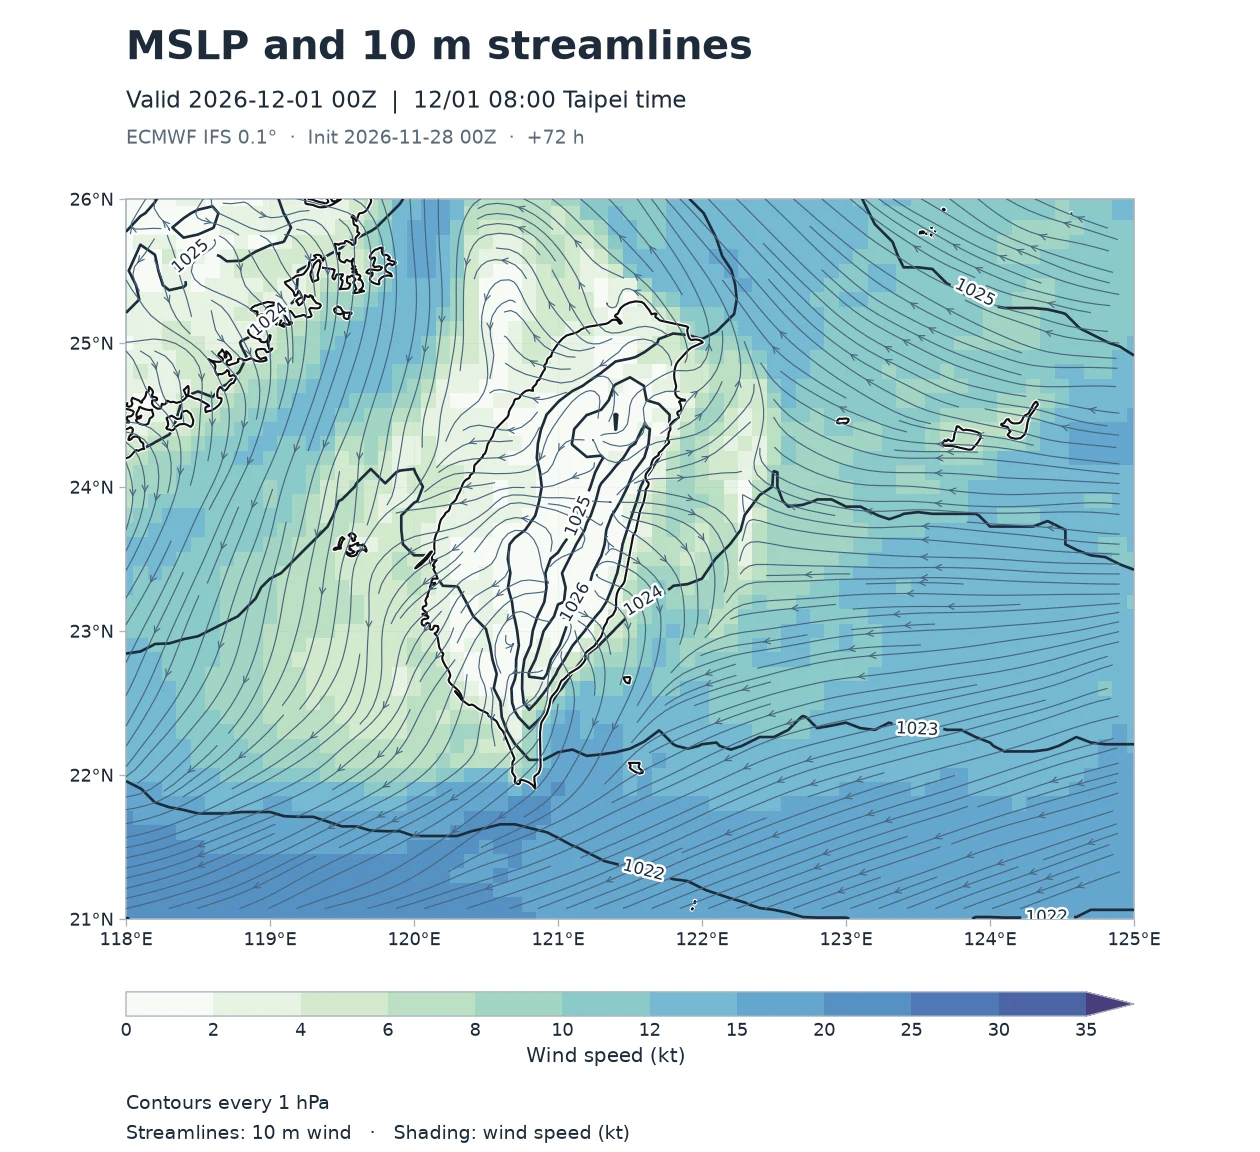 MSLP and 10 m streamlines
Valid 2026-12-01 00Z | 12/01 08:00 Taipei time
ECMWF IFS 0.1° · Init 2026-11-28 00Z · +72 h
26°N
1025
1025
1024
25°N
24°N
1025
1026
1024
23°N
1023
22°N
1022
1022
21°N
118°E 119°E 120°E 121°E 122°E 123°E 124°E 125°E
0 2 4 6 8 10 12 15 20 25 30 35
Wind speed (kt)
Contours every 1 hPa
Streamlines: 10 m wind · Shading: wind speed (kt)